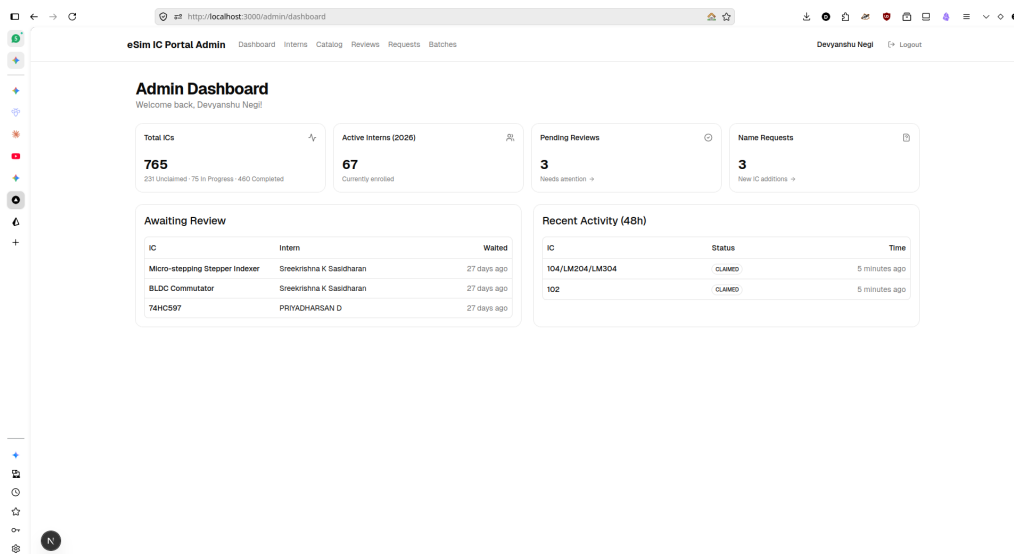 http://localhost:3000/admin/dashboard
eSim IC Portal Admin
Dashboard
Interns
Catalog
Reviews
Requests
Batches
Devyanshu Negi
Logout
Admin Dashboard
Welcome back, Devyanshu Negi!
Total ICs
765
231 Unclaimed · 75 In Progress · 460 Completed
Active Interns (2026)
67
Currently enrolled
Pending Reviews
3
Needs attention →
Name Requests
3
New IC additions →
Awaiting Review
IC Intern Waited
Micro-stepping Stepper Indexer Sreekrishna K Sasidharan 27 days ago
BLDC Commutator Sreekrishna K Sasidharan 27 days ago
74HC597 PRIYADHARSAN D 27 days ago
Recent Activity (48h)
IC Status Time
104/LM204/LM304 CLAIMED 5 minutes ago
102 CLAIMED 5 minutes ago
N